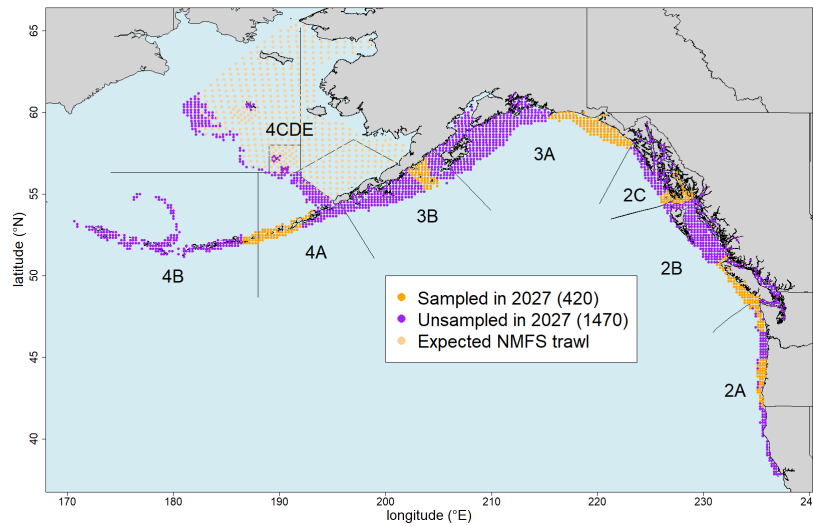 65
60
55
50
45
40
latitude (°N)
4CDE
3A
2C
3B
4A
4B
2B
2A
Sampled in 2027 (420)
Unsampled in 2027 (1470)
Expected NMFS trawl
170
180
190
200
210
220
230
240
longitude (°E)